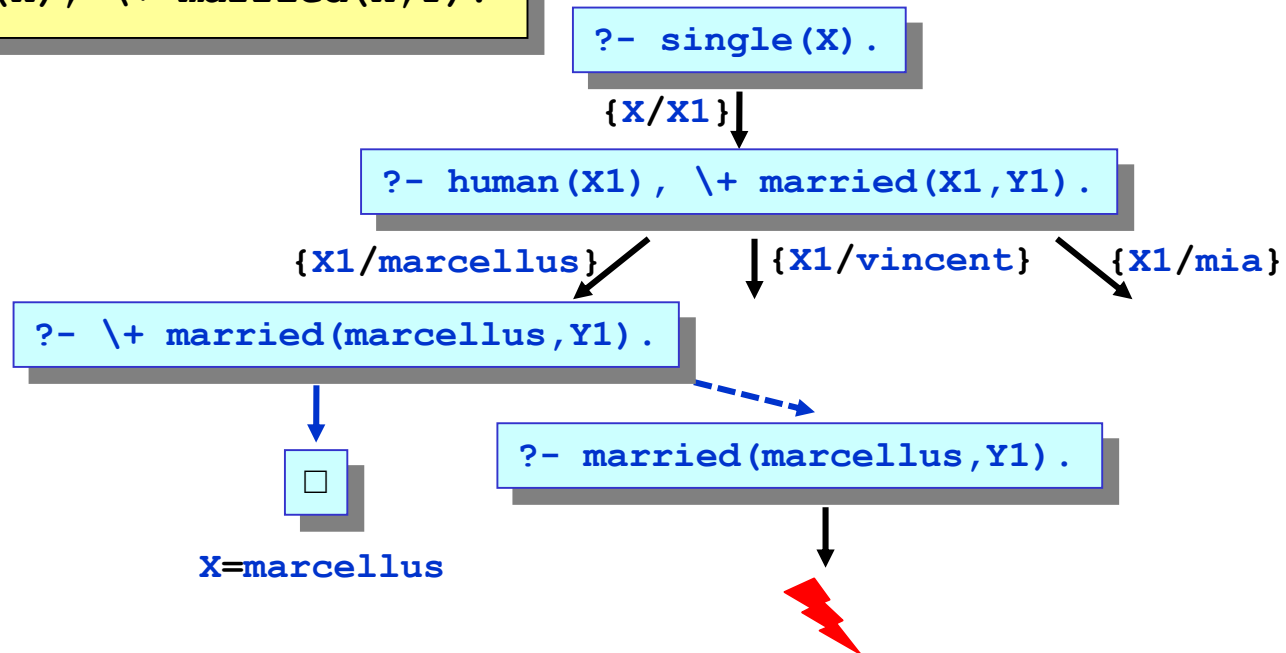 \+
?- single(X).
{X/X1}
?- human(X1), \+ married(X1,Y1).
{X1/marcellus} {X1/vincent} {X1/mia}
?- \+ married(marcellus,Y1).
?- married(marcellus,Y1).
□
X=marcellus